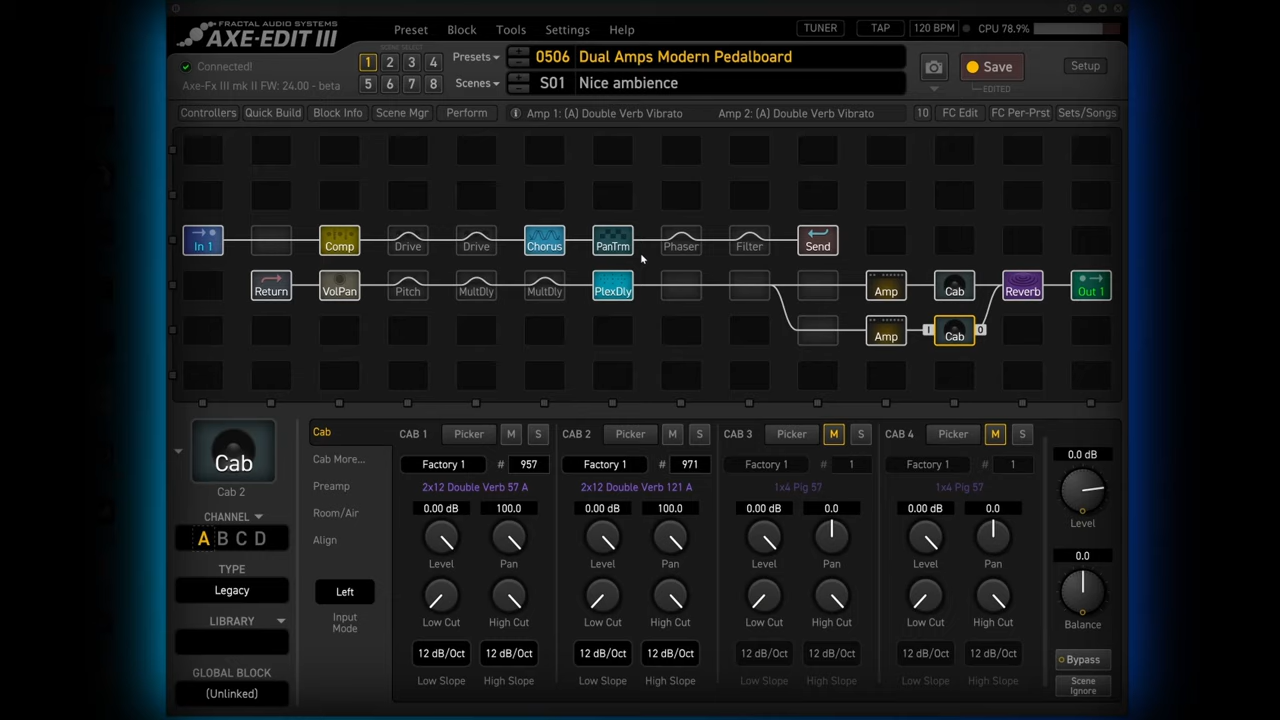 FRACTAL AUDIO SYSTEMS
AXE-EDIT III
Preset Block Tools Settings Help
TUNER TAP 120 BPM CPU 78.9%
Connected!
Axe-Fx III mk II FW: 24.00 - beta
SCENE SELECT
1 2 3 4
5 6 7 8
Presets 0506 Dual Amps Modern Pedalboard
Scenes S01 Nice ambience
Save
EDITED
Setup
Controllers Quick Build Block Info Scene Mgr Perform Amp 1: (A) Double Verb Vibrato Amp 2: (A) Double Verb Vibrato 10 FC Edit FC Per-Prst Sets/Songs
In 1 Comp Drive Drive Chorus PanTrm Phaser Filter Send
Return VolPan Pitch MultDly MultDly PlexDly Amp Cab Reverb Out 1
Amp I Cab O
Cab
Cab 2
CHANNEL
A B C D
TYPE
Legacy
LIBRARY
GLOBAL BLOCK
(Unlinked)
Cab
Cab More...
Preamp
Room/Air
Align
Left
Input
Mode
CAB 1 Picker M S CAB 2 Picker M S CAB 3 Picker M S CAB 4 Picker M S
Factory 1 # 957 Factory 1 # 971 Factory 1 # 1 Factory 1 # 1
2x12 Double Verb 57 A 2x12 Double Verb 121 A 1x4 Pig 57 1x4 Pig 57
0.00 dB 100.0 0.00 dB 100.0 0.00 dB 0.0 0.00 dB 0.0
Level Pan Level Pan Level Pan Level Pan
Low Cut High Cut Low Cut High Cut Low Cut High Cut Low Cut High Cut
12 dB/Oct 12 dB/Oct 12 dB/Oct 12 dB/Oct 12 dB/Oct 12 dB/Oct 12 dB/Oct 12 dB/Oct
Low Slope High Slope Low Slope High Slope Low Slope High Slope Low Slope High Slope
0.0 dB
Level
0.0
Balance
Bypass
Scene
Ignore